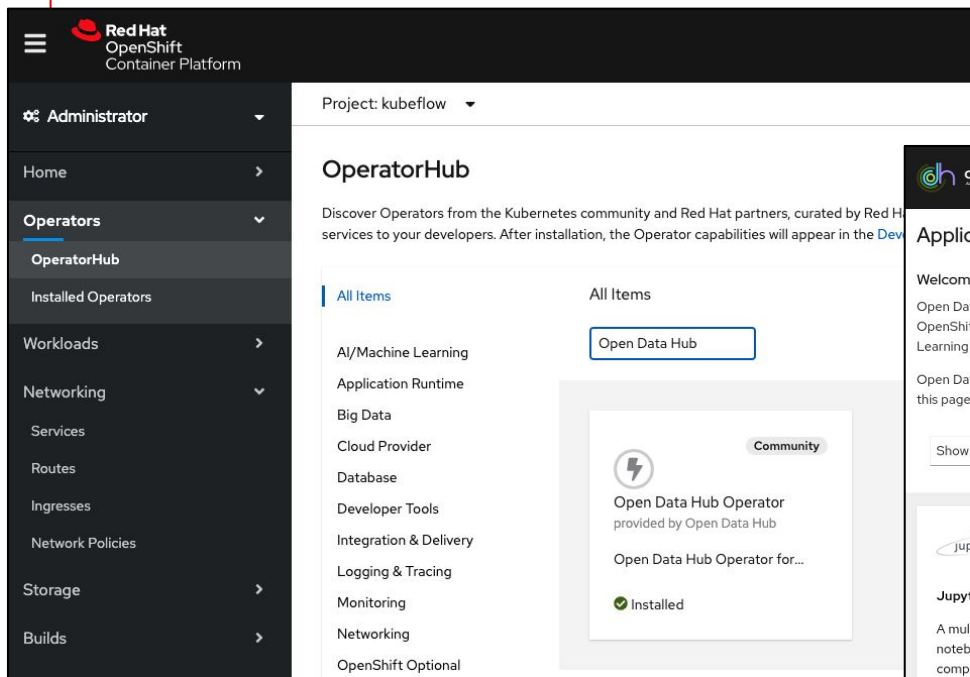 Red Hat
OpenShift
Container Platform
Administrator
Home
Operators
OperatorHub
Installed Operators
Workloads
Networking
Services
Routes
Ingresses
Network Policies
Storage
Builds
Project: kubeflow
OperatorHub
Discover Operators from the Kubernetes community and Red Hat partners, curated by Red H
services to your developers. After installation, the Operator capabilities will appear in the Dev
All Items
AI/Machine Learning
Application Runtime
Big Data
Cloud Provider
Database
Developer Tools
Integration & Delivery
Logging & Tracing
Monitoring
Networking
OpenShift Optional
All Items
Open Data Hub
Community
Open Data Hub Operator
provided by Open Data Hub
Open Data Hub Operator for...
Installed
Applic
Welcom
Open Da
OpenShi
Learning
Open Da
this page
Show
jup
Jupyt
A mul
noteb
comp